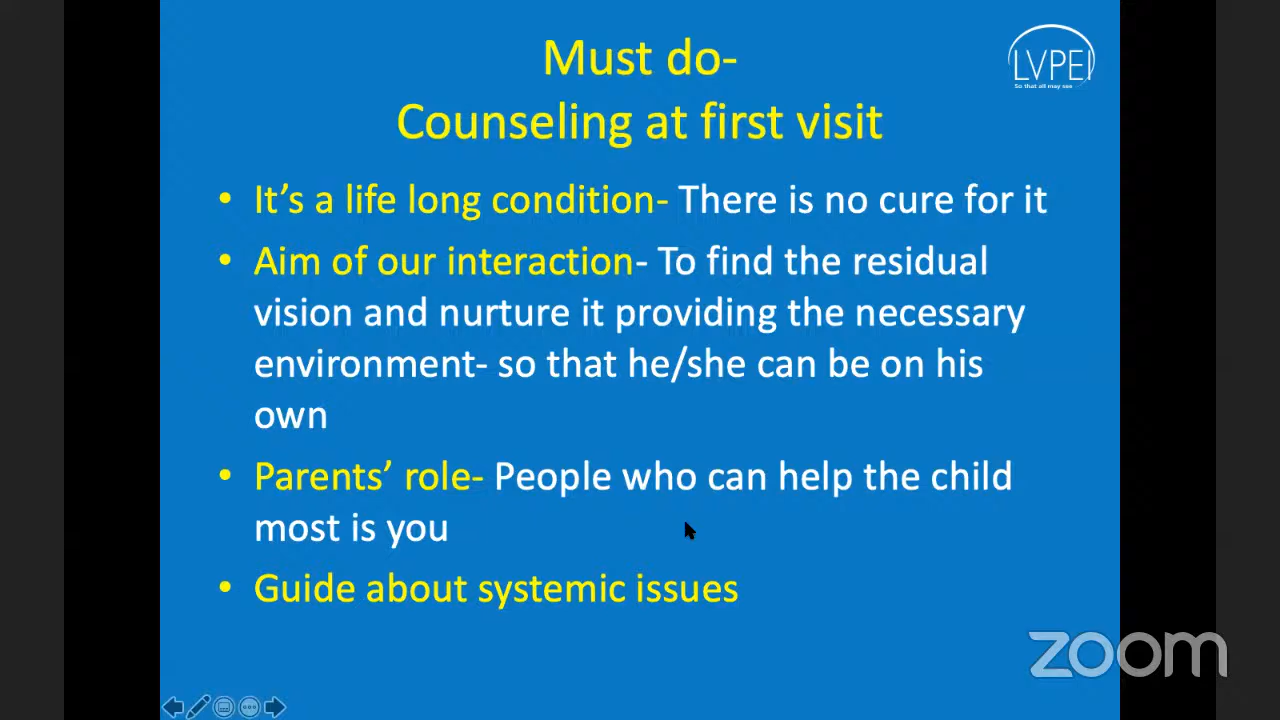 Must do-
Counseling at first visit
LVPEI
So that all may see
• It's a life long condition- There is no cure for it
• Aim of our interaction- To find the residual
vision and nurture it providing the necessary
environment- so that he/she can be on his
own
• Parents' role- People who can help the child
most is you
• Guide about systemic issues
zoom